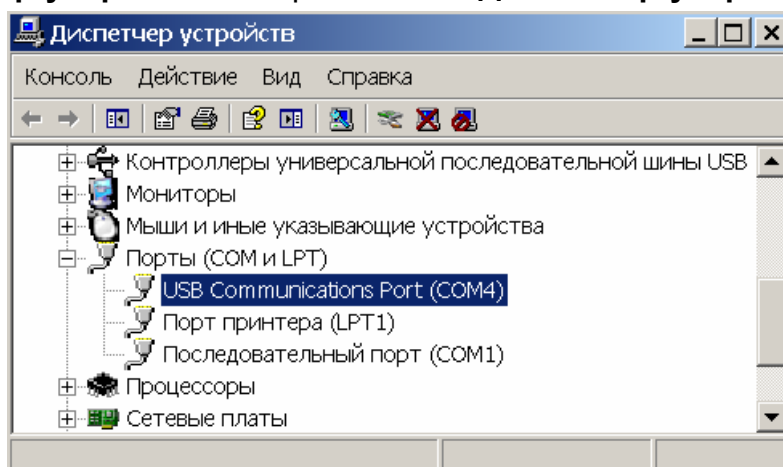 Диспетчер устройств
Консоль Действие Вид Справка
Контроллеры универсальной последовательной шины USB
Мониторы
Мыши и иные указывающие устройства
Порты (COM и LPT)
USB Communications Port (COM4)
Порт принтера (LPT1)
Последовательный порт (COM1)
Процессоры
Сетевые платы